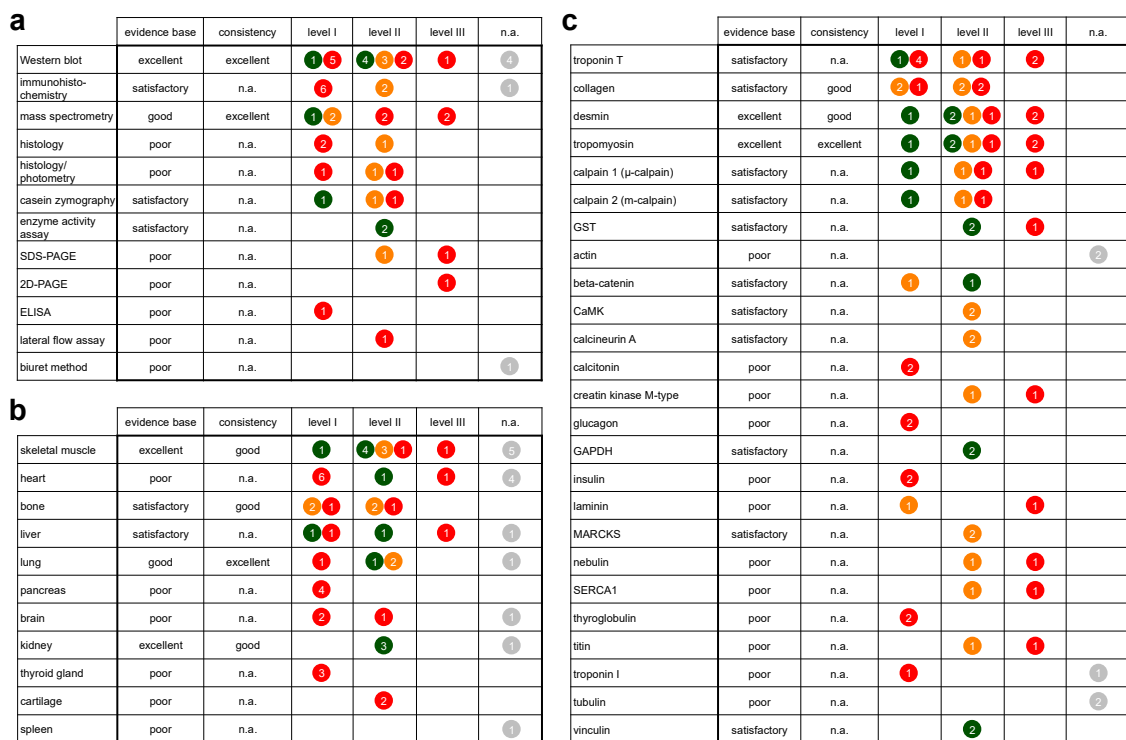 a
evidence base consistency level I level II level III n.a.
Western blot excellent excellent 1 5 4 3 2 1 4
immunohisto-
chemistry satisfactory n.a. 6 2 1
mass spectrometry good excellent 1 2 2 2
histology poor n.a. 2 1
histology/
photometry poor n.a. 1 1 1
casein zymography satisfactory n.a. 1 1 1
enzyme activity
assay satisfactory n.a. 2
SDS-PAGE poor n.a. 1 1
2D-PAGE poor n.a. 1
ELISA poor n.a. 1
lateral flow assay poor n.a. 1
biuret method poor n.a. 1
b
evidence base consistency level I level II level III n.a.
skeletal muscle excellent good 1 4 3 1 1 5
heart poor n.a. 6 1 1 4
bone satisfactory good 2 1 2 1
liver satisfactory n.a. 1 1 1 1 1
lung good excellent 1 1 2 1
pancreas poor n.a. 4
brain poor n.a. 2 1 1
kidney excellent good 3 1
thyroid gland poor n.a. 3
cartilage poor n.a. 2
spleen poor n.a. 1
c
evidence base consistency level I level II level III n.a.
troponin T satisfactory n.a. 1 4 1 1 2
collagen satisfactory good 2 1 2 2
desmin excellent good 1 2 1 1 2
tropomyosin excellent excellent 1 2 1 1 2
calpain 1 (µ-calpain) satisfactory n.a. 1 1 1 1
calpain 2 (m-calpain) satisfactory n.a. 1 1 1
GST satisfactory n.a. 2 1
actin poor n.a. 2
beta-catenin satisfactory n.a. 1 1
CaMK satisfactory n.a. 2
calcineurin A satisfactory n.a. 2
calcitonin poor n.a. 2
creatin kinase M-type poor n.a. 1 1
glucagon poor n.a. 2
GAPDH satisfactory n.a. 2
insulin poor n.a. 2
laminin poor n.a. 1 1
MARCKS satisfactory n.a. 2
nebulin poor n.a. 1 1
SERCA1 poor n.a. 1 1
thyroglobulin poor n.a. 2
titin poor n.a. 1 1
troponin I poor n.a. 1 1
tubulin poor n.a. 2
vinculin satisfactory n.a. 2